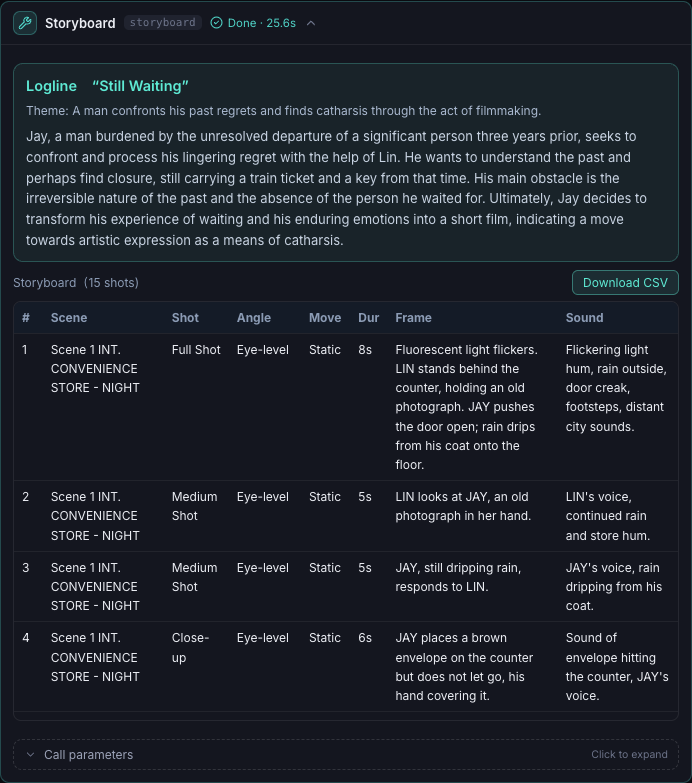 Storyboard storyboard Done · 25.6s
Logline “Still Waiting”
Theme: A man confronts his past regrets and finds catharsis through the act of filmmaking.
Jay, a man burdened by the unresolved departure of a significant person three years prior, seeks to
confront and process his lingering regret with the help of Lin. He wants to understand the past and
perhaps find closure, still carrying a train ticket and a key from that time. His main obstacle is the
irreversible nature of the past and the absence of the person he waited for. Ultimately, Jay decides to
transform his experience of waiting and his enduring emotions into a short film, indicating a move
towards artistic expression as a means of catharsis.
Storyboard (15 shots) Download CSV
# Scene Shot Angle Move Dur Frame Sound
1 Scene 1 INT. Full Shot Eye-level Static 8s Fluorescent light flickers. Flickering light
CONVENIENCE LIN stands behind the hum, rain outside,
STORE - NIGHT counter, holding an old door creak,
photograph. JAY pushes footsteps, distant
the door open; rain drips city sounds.
from his coat onto the
floor.
2 Scene 1 INT. Medium Eye-level Static 5s LIN looks at JAY, an old LIN's voice,
CONVENIENCE Shot photograph in her hand. continued rain
STORE - NIGHT and store hum.
3 Scene 1 INT. Medium Eye-level Static 5s JAY, still dripping rain, JAY's voice, rain
CONVENIENCE Shot responds to LIN. dripping from his
STORE - NIGHT coat.
4 Scene 1 INT. Close- Eye-level Static 6s JAY places a brown Sound of
CONVENIENCE up envelope on the counter envelope hitting
STORE - NIGHT but does not let go, his the counter, JAY's
hand covering it. voice.
Call parameters Click to expand